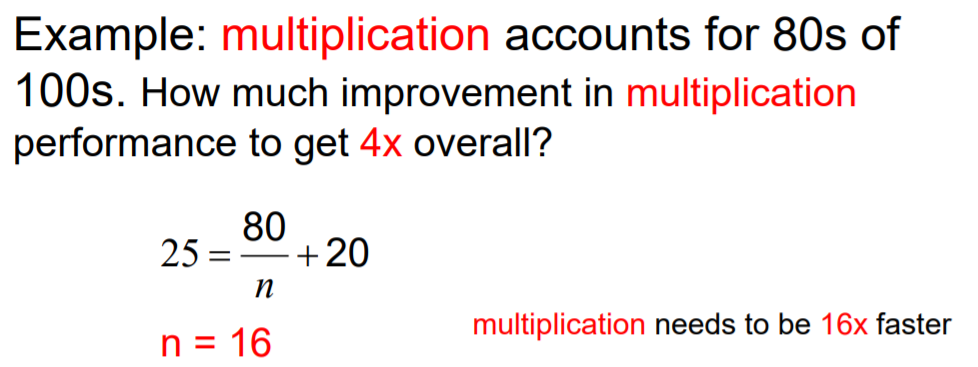 Example: multiplication accounts for 80s of
100s. How much improvement in multiplication
performance to get 4x overall?
25 = 80/n + 20
n = 16
multiplication needs to be 16x faster